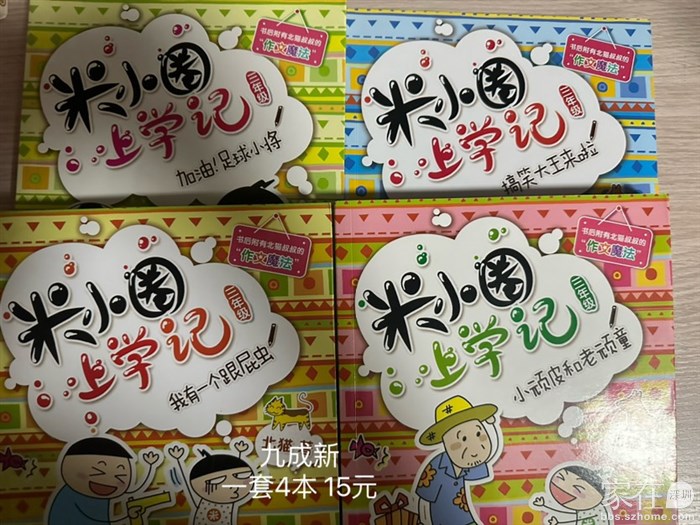 书后附有北猫叔叔的
“作文魔法”
米小圈
上学记
三年级
加油!足球小将
书后附有北猫叔叔的
“作文魔法”
米小圈
上学记
三年级
搞笑大王来啦
书后附有北猫叔叔的
“作文魔法”
米小圈
上学记
三年级
我有一个跟屁虫
北猫
书后附有北猫叔叔的
“作文魔法”
米小圈
上学记
三年级
小顽皮和老顽童
九成新
一套4本 15元
家在深圳
bbs.szhome.com